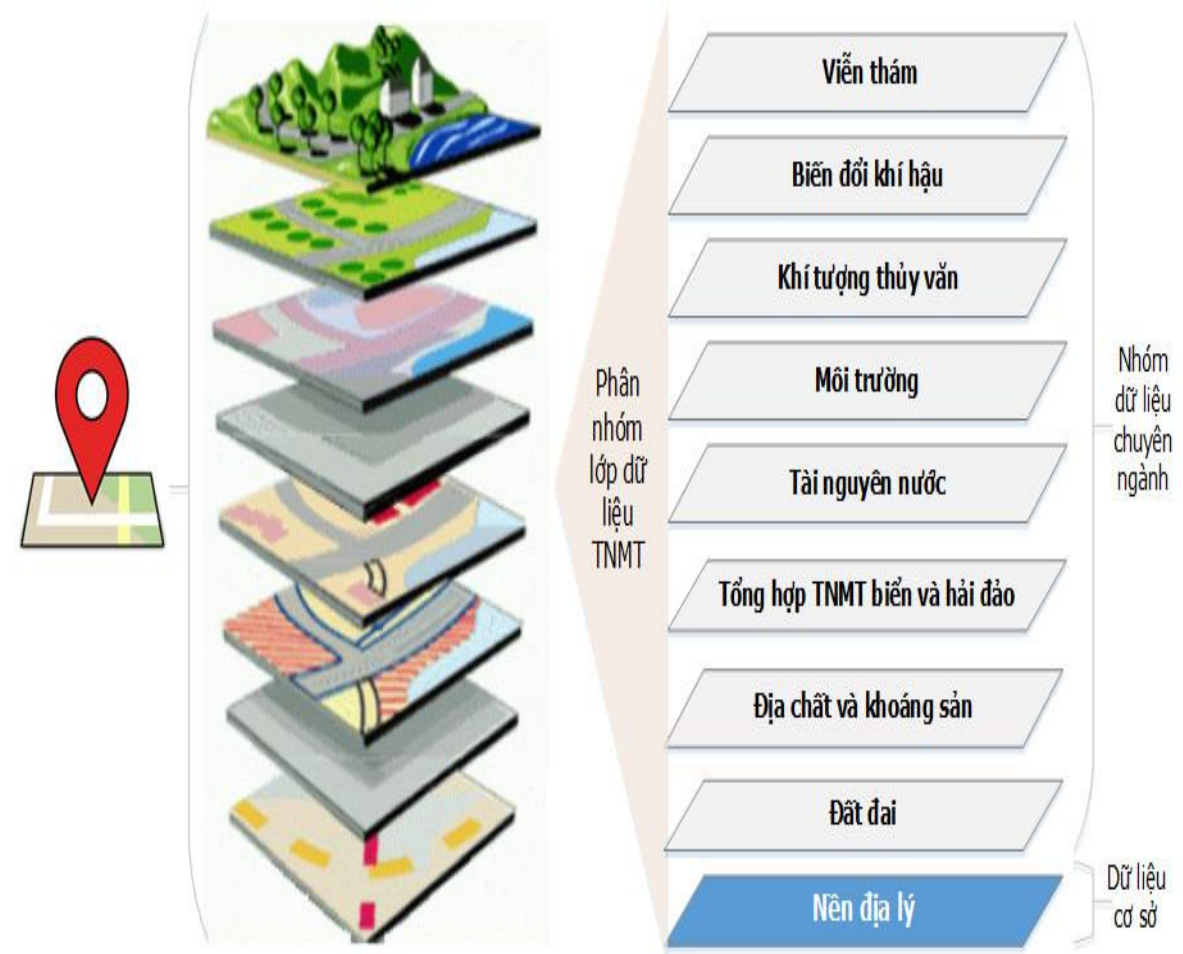 Viễn thám
Biến đổi khí hậu
Khí tượng thủy văn
Môi trường
Tài nguyên nước
Tổng hợp TNMT biển và hải đảo
Địa chất và khoáng sản
Đất đai
Nền địa lý
Phân
nhóm
lớp dữ
liệu
TNMT
Nhóm
dữ liệu
chuyên
ngành
Dữ liệu
cơ sở